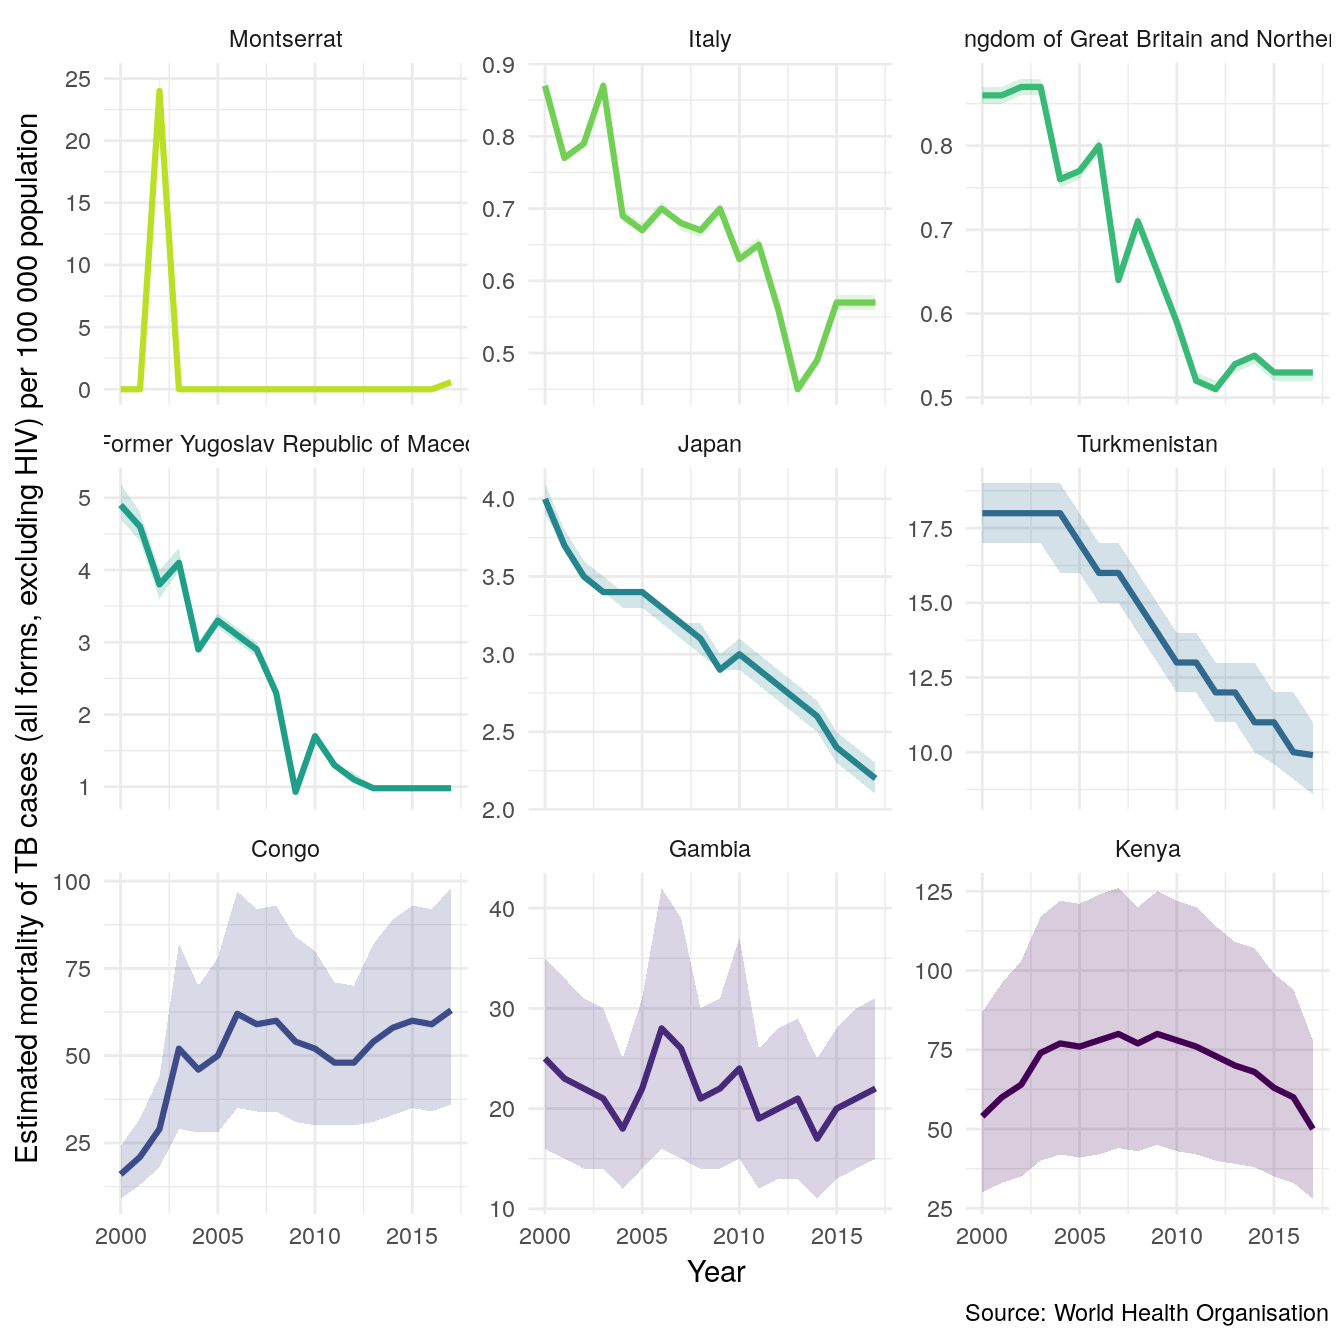 Montserrat
Italy
ngdom of Great Britain and Norther
25
20
15
10
5
0
0.9
0.8
0.7
0.6
0.5
0.8
0.7
0.6
0.5
Former Yugoslav Republic of Maced
Japan
Turkmenistan
5
4
3
2
1
4.0
3.5
3.0
2.5
2.0
17.5
15.0
12.5
10.0
Congo
Gambia
Kenya
100
75
50
25
40
30
20
10
125
100
75
50
25
2000 2005 2010 2015
2000 2005 2010 2015
2000 2005 2010 2015
Estimated mortality of TB cases (all forms, excluding HIV) per 100 000 population
Year
Source: World Health Organisation